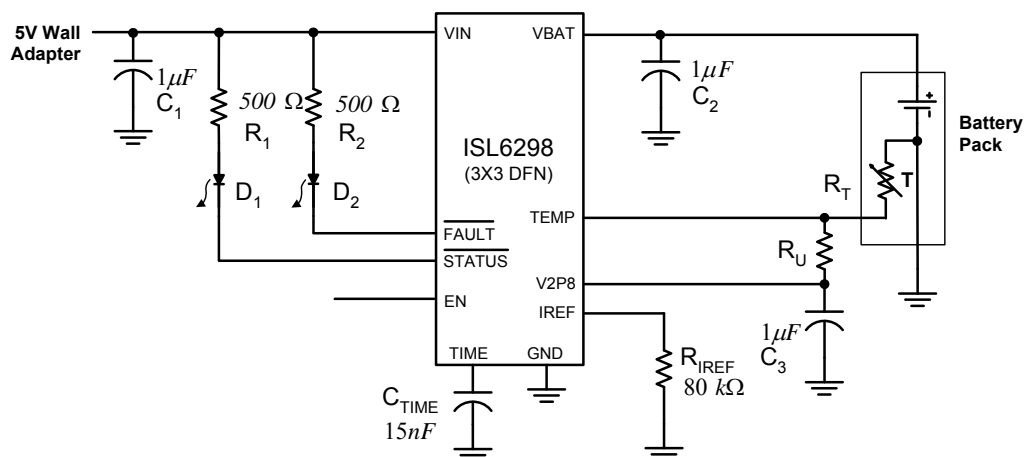 5V Wall
Adapter
1μF
C1
500 Ω
R1
500 Ω
R2
D1
D2
VIN
VBAT
ISL6298
(3X3 DFN)
TEMP
FAULT
STATUS
V2P8
EN
IREF
TIME
GND
CTIME
15nF
RIREF
80 kΩ
1μF
C2
1μF
C3
RU
RT
T
+
-
Battery
Pack